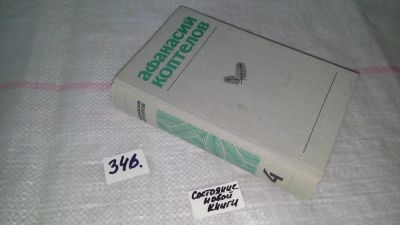 афанасий
коптелов
афанасий
коптелов
4
346.
Состояние
новой
книги